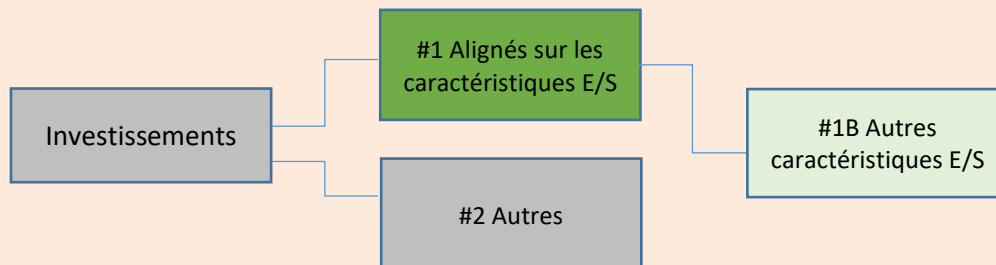 #1 Alignés sur les
caractéristiques E/S
Investissements
#1B Autres
caractéristiques E/S
#2 Autres